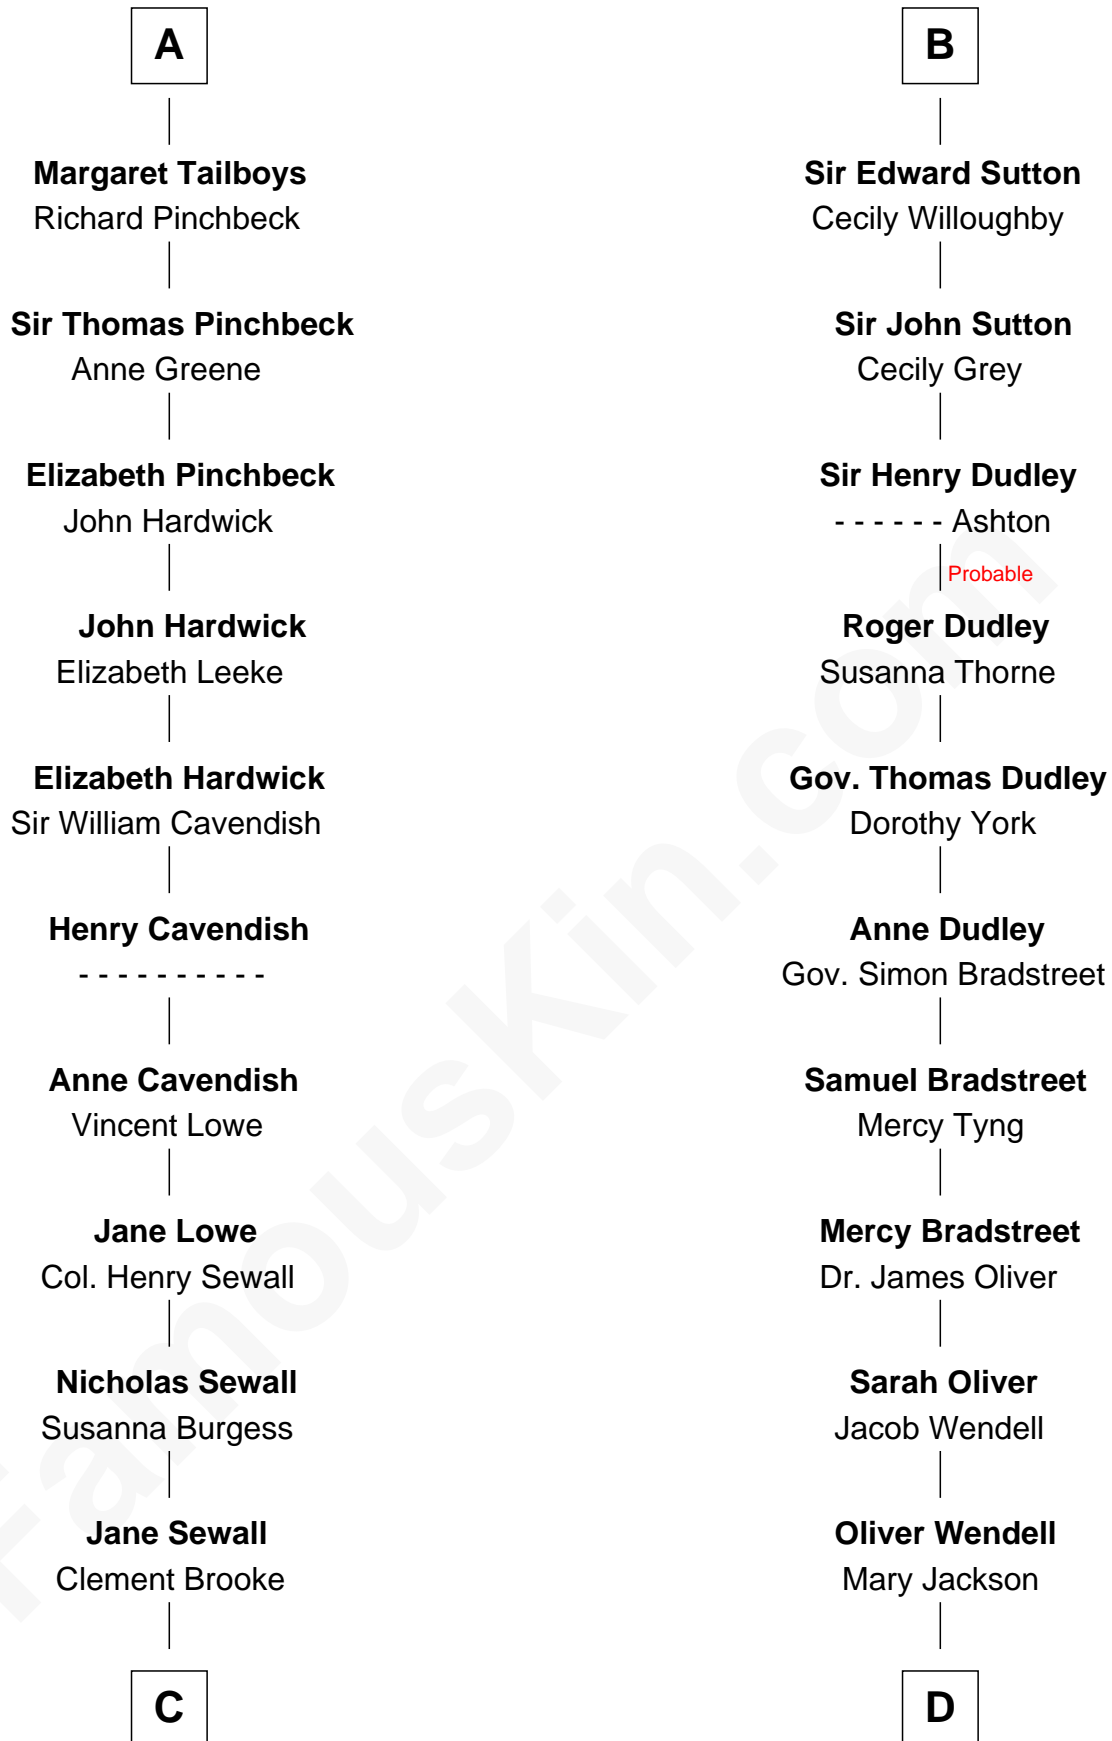 A
Margaret Tailboys
Richard Pinchbeck
Sir Thomas Pinchbeck
Anne Greene
Elizabeth Pinchbeck
John Hardwick
John Hardwick
Elizabeth Leeke
Elizabeth Hardwick
Sir William Cavendish
Henry Cavendish
- - - - - - - - - -
Anne Cavendish
Vincent Lowe
Jane Lowe
Col. Henry Sewall
Nicholas Sewall
Susanna Burgess
Jane Sewall
Clement Brooke
C
B
Sir Edward Sutton
Cecily Willoughby
Sir John Sutton
Cecily Grey
Sir Henry Dudley
- - - - - - Ashton
Probable
Roger Dudley
Susanna Thorne
Gov. Thomas Dudley
Dorothy York
Anne Dudley
Gov. Simon Bradstreet
Samuel Bradstreet
Mercy Tyng
Mercy Bradstreet
Dr. James Oliver
Sarah Oliver
Jacob Wendell
Oliver Wendell
Mary Jackson
D
FamousKin.com